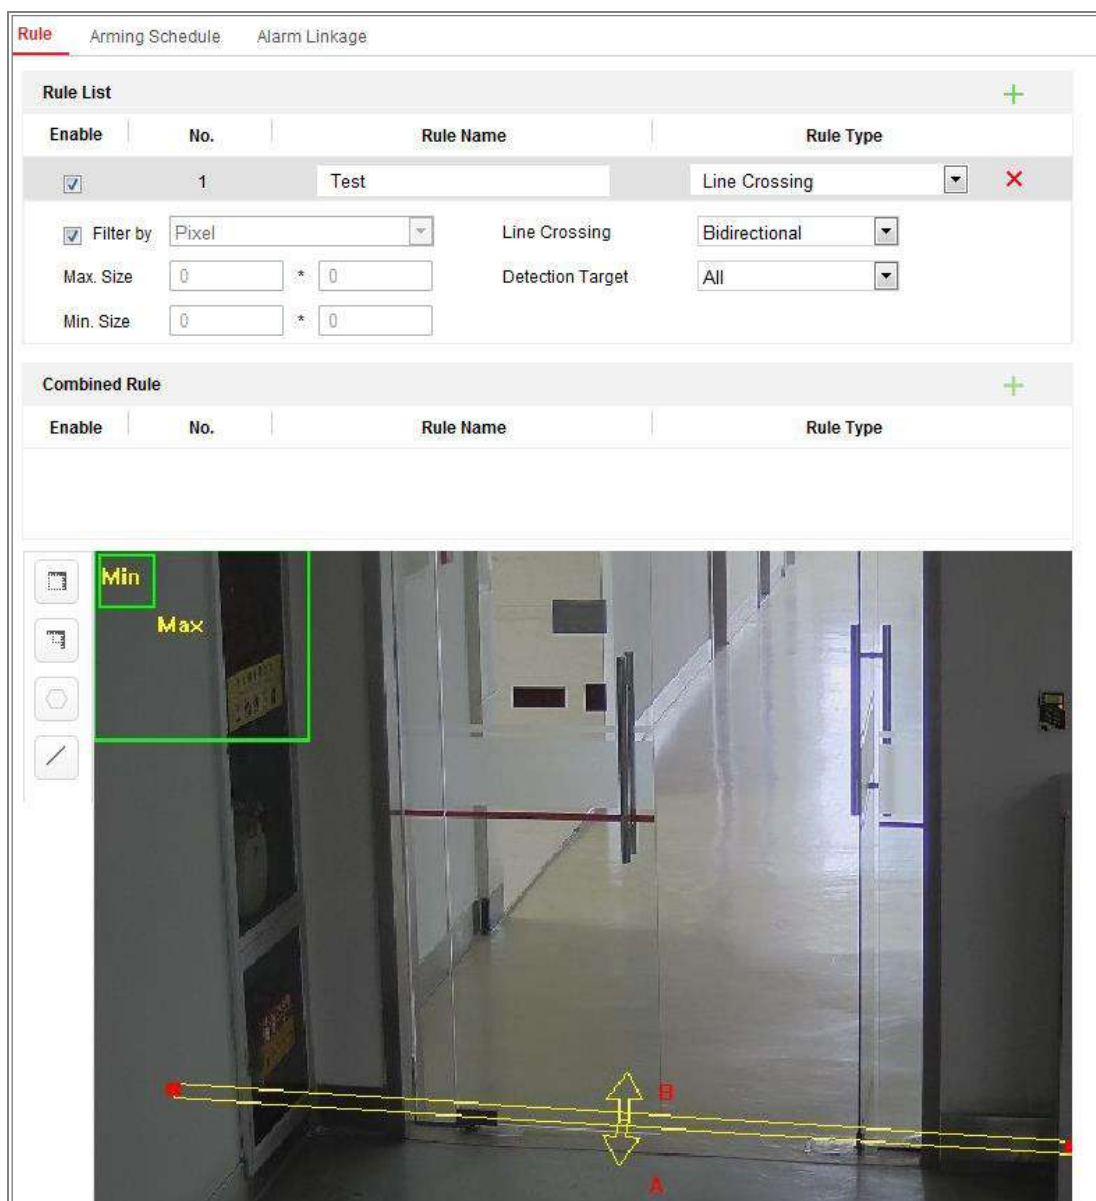 Rule Arming Schedule Alarm Linkage
Rule List +
Enable No. Rule Name Rule Type
1 Test Line Crossing
Filter by Pixel Line Crossing Bidirectional
Max. Size 0 * 0 Detection Target All
Min. Size 0 * 0
Combined Rule +
Enable No. Rule Name Rule Type
Min
Max
B
A